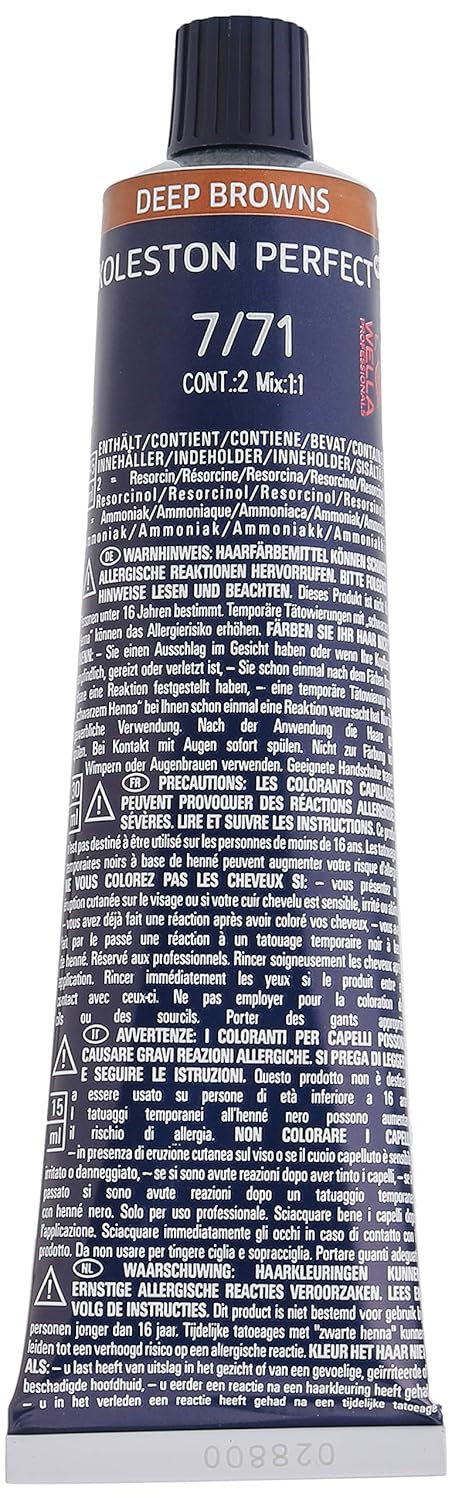 DEEP BROWNS
KOLESTON PERFECT
7/71
CONT.:2 Mix:1:1
WELLA
PROFESSIONALS
ENTHÄLT/CONTIENT/CONTIENE/BEVAT/CONTAINS
INNEHÅLLER/INDEHOLDER/INNEHOLDER/SISÄLTÄ
2 = Resorcin/Résorcine/Resorcina/Resorcinol/Resorcinol
Resorcinol/Resorcinol/Resorcinol/Resorsinol
= Ammoniak/Ammoniaque/Ammoniaca/Ammoniak/Ammonia
Ammoniak/Ammoniak/Ammoniakk/Ammoniak/
DE WARNHINWEIS: HAARFÄRBEMITTEL KÖNNEN SCHWERE
ALLERGISCHE REAKTIONEN HERVORRUFEN. BITTE FOLGENDE
HINWEISE LESEN UND BEACHTEN. Dieses Produkt ist nicht
Personen unter 16 Jahren bestimmt. Temporäre Tätowierungen mit „schwarzem
Henna" können das Allergierisiko erhöhen. FÄRBEN SIE IHR HAAR NICHT,
WENN: – Sie einen Ausschlag im Gesicht haben oder wenn Ihre Kopfhaut
empfindlich, gereizt oder verletzt ist, – Sie schon einmal nach dem Färben Ihrer
Haare eine Reaktion festgestellt haben, – eine temporäre Tätowierung mit
„schwarzem Henna" bei Ihnen schon einmal eine Reaktion verursacht hat. Nur für
gewerbliche Verwendung. Nach der Anwendung die Haare gut
spülen. Bei Kontakt mit Augen sofort spülen. Nicht zur Färbung von
Wimpern oder Augenbrauen verwenden. Geeignete Handschuhe tragen.
30
ml
FR PRECAUTIONS: LES COLORANTS CAPILLAIRES
PEUVENT PROVOQUER DES RÉACTIONS ALLERGIQUES
SÉVÈRES. LIRE ET SUIVRE LES INSTRUCTIONS. Ce produit
n'est pas destiné à être utilisé sur les personnes de moins de 16 ans. Les tatouages
temporaires noirs à base de henné peuvent augmenter votre risque d'allergie.
NE VOUS COLOREZ PAS LES CHEVEUX SI: – vous présentez une
éruption cutanée sur le visage ou si votre cuir chevelu est sensible, irrité ou abîmé,
– vous avez déjà fait une réaction après avoir coloré vos cheveux, – vous avez
fait par le passé une réaction à un tatouage temporaire noir à base
de henné. Réservé aux professionnels. Rincer soigneusement les cheveux après
application. Rincer immédiatement les yeux si le produit entre en
contact avec ceux-ci. Ne pas employer pour la coloration des
cils ou des sourcils. Porter des gants appropriés.
IT AVVERTENZE: I COLORANTI PER CAPELLI POSSONO
CAUSARE GRAVI REAZIONI ALLERGICHE. SI PREGA DI LEGGERE
E SEGUIRE LE ISTRUZIONI. Questo prodotto non è destinato
15
ml
a essere usato su persone di età inferiore a 16 anni.
I tatuaggi temporanei all'henné nero possono aumentare
il rischio di allergia. NON COLORARE I CAPELLI:
– in presenza di eruzione cutanea sul viso o se il cuoio capelluto è sensibile,
irritato o danneggiato, – se si sono avute reazioni dopo aver tinto i capelli, – se in
passato si sono avute reazioni dopo un tatuaggio temporaneo
con henné nero. Solo per uso professionale. Sciacquare bene i capelli dopo
l'applicazione. Sciacquare immediatamente gli occhi in caso di contatto con il
prodotto. Da non usare per tingere ciglia e sopracciglia. Portare guanti adeguati.
NL WAARSCHUWING: HAARKLEURINGEN KUNNEN
ERNSTIGE ALLERGISCHE REACTIES VEROORZAKEN. LEES EN
VOLG DE INSTRUCTIES. Dit product is niet bestemd voor gebruik bij
personen jonger dan 16 jaar. Tijdelijke tatoeages met "zwarte henna" kunnen
leiden tot een verhoogd risico op een allergische reactie. KLEUR HET HAAR NIET
ALS: – u last heeft van uitslag in het gezicht of van een gevoelige, geïrriteerde of
beschadigde hoofdhuid, – u eerder een reactie na een haarkleuring heeft gehad,
– u in het verleden een reactie heeft gehad na een tijdelijke tatoeage
028800